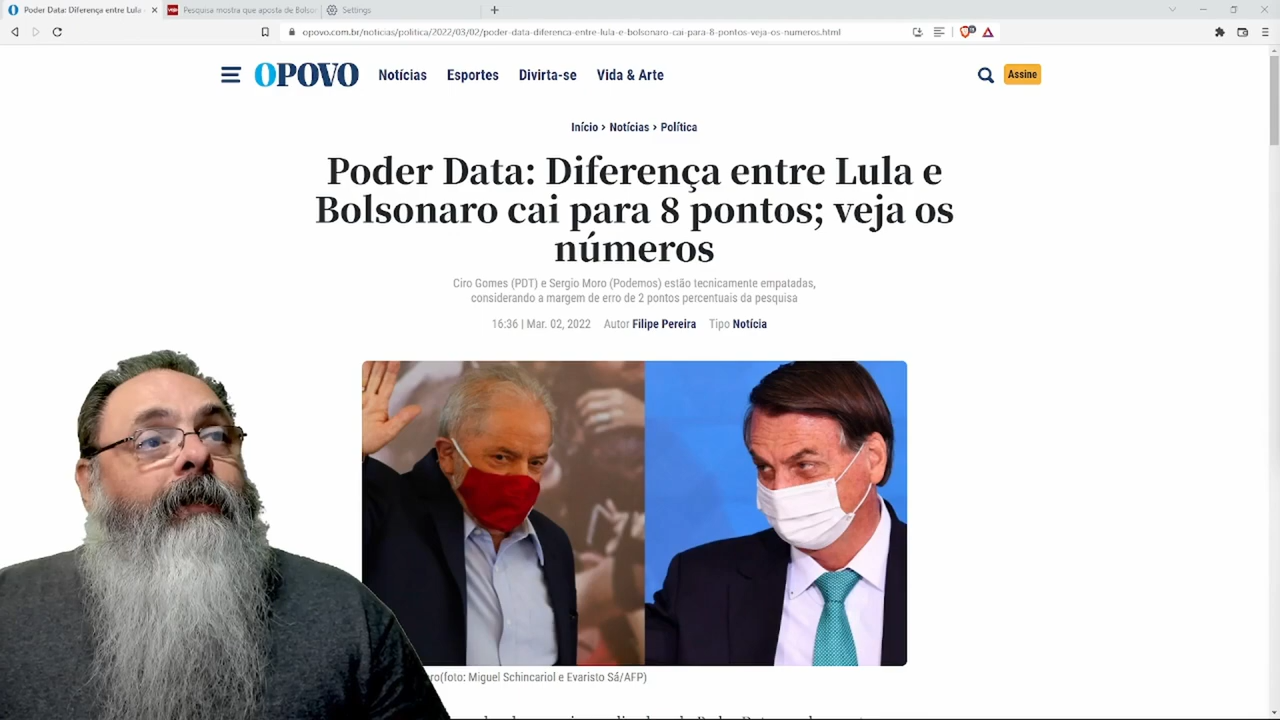 Poder Data: Diferença entre Lula
Pesquisa mostra que aposta de Bolso
Settings
opovo.com.br/noticias/politica/2022/03/02/poder-data-diferenca-entre-lula-e-bolsonaro-cai-para-8-pontos-veja-os-numeros.html
OPOVO
Notícias
Esportes
Divirta-se
Vida & Arte
Assine
Início › Notícias › Política
Poder Data: Diferença entre Lula e
Bolsonaro cai para 8 pontos; veja os
números
Ciro Gomes (PDT) e Sergio Moro (Podemos) estão tecnicamente empatadas,
considerando a margem de erro de 2 pontos percentuais da pesquisa
16:36 | Mar. 02, 2022 Autor Filipe Pereira Tipo Notícia
ro(foto: Miguel Schincariol e Evaristo Sá/AFP)